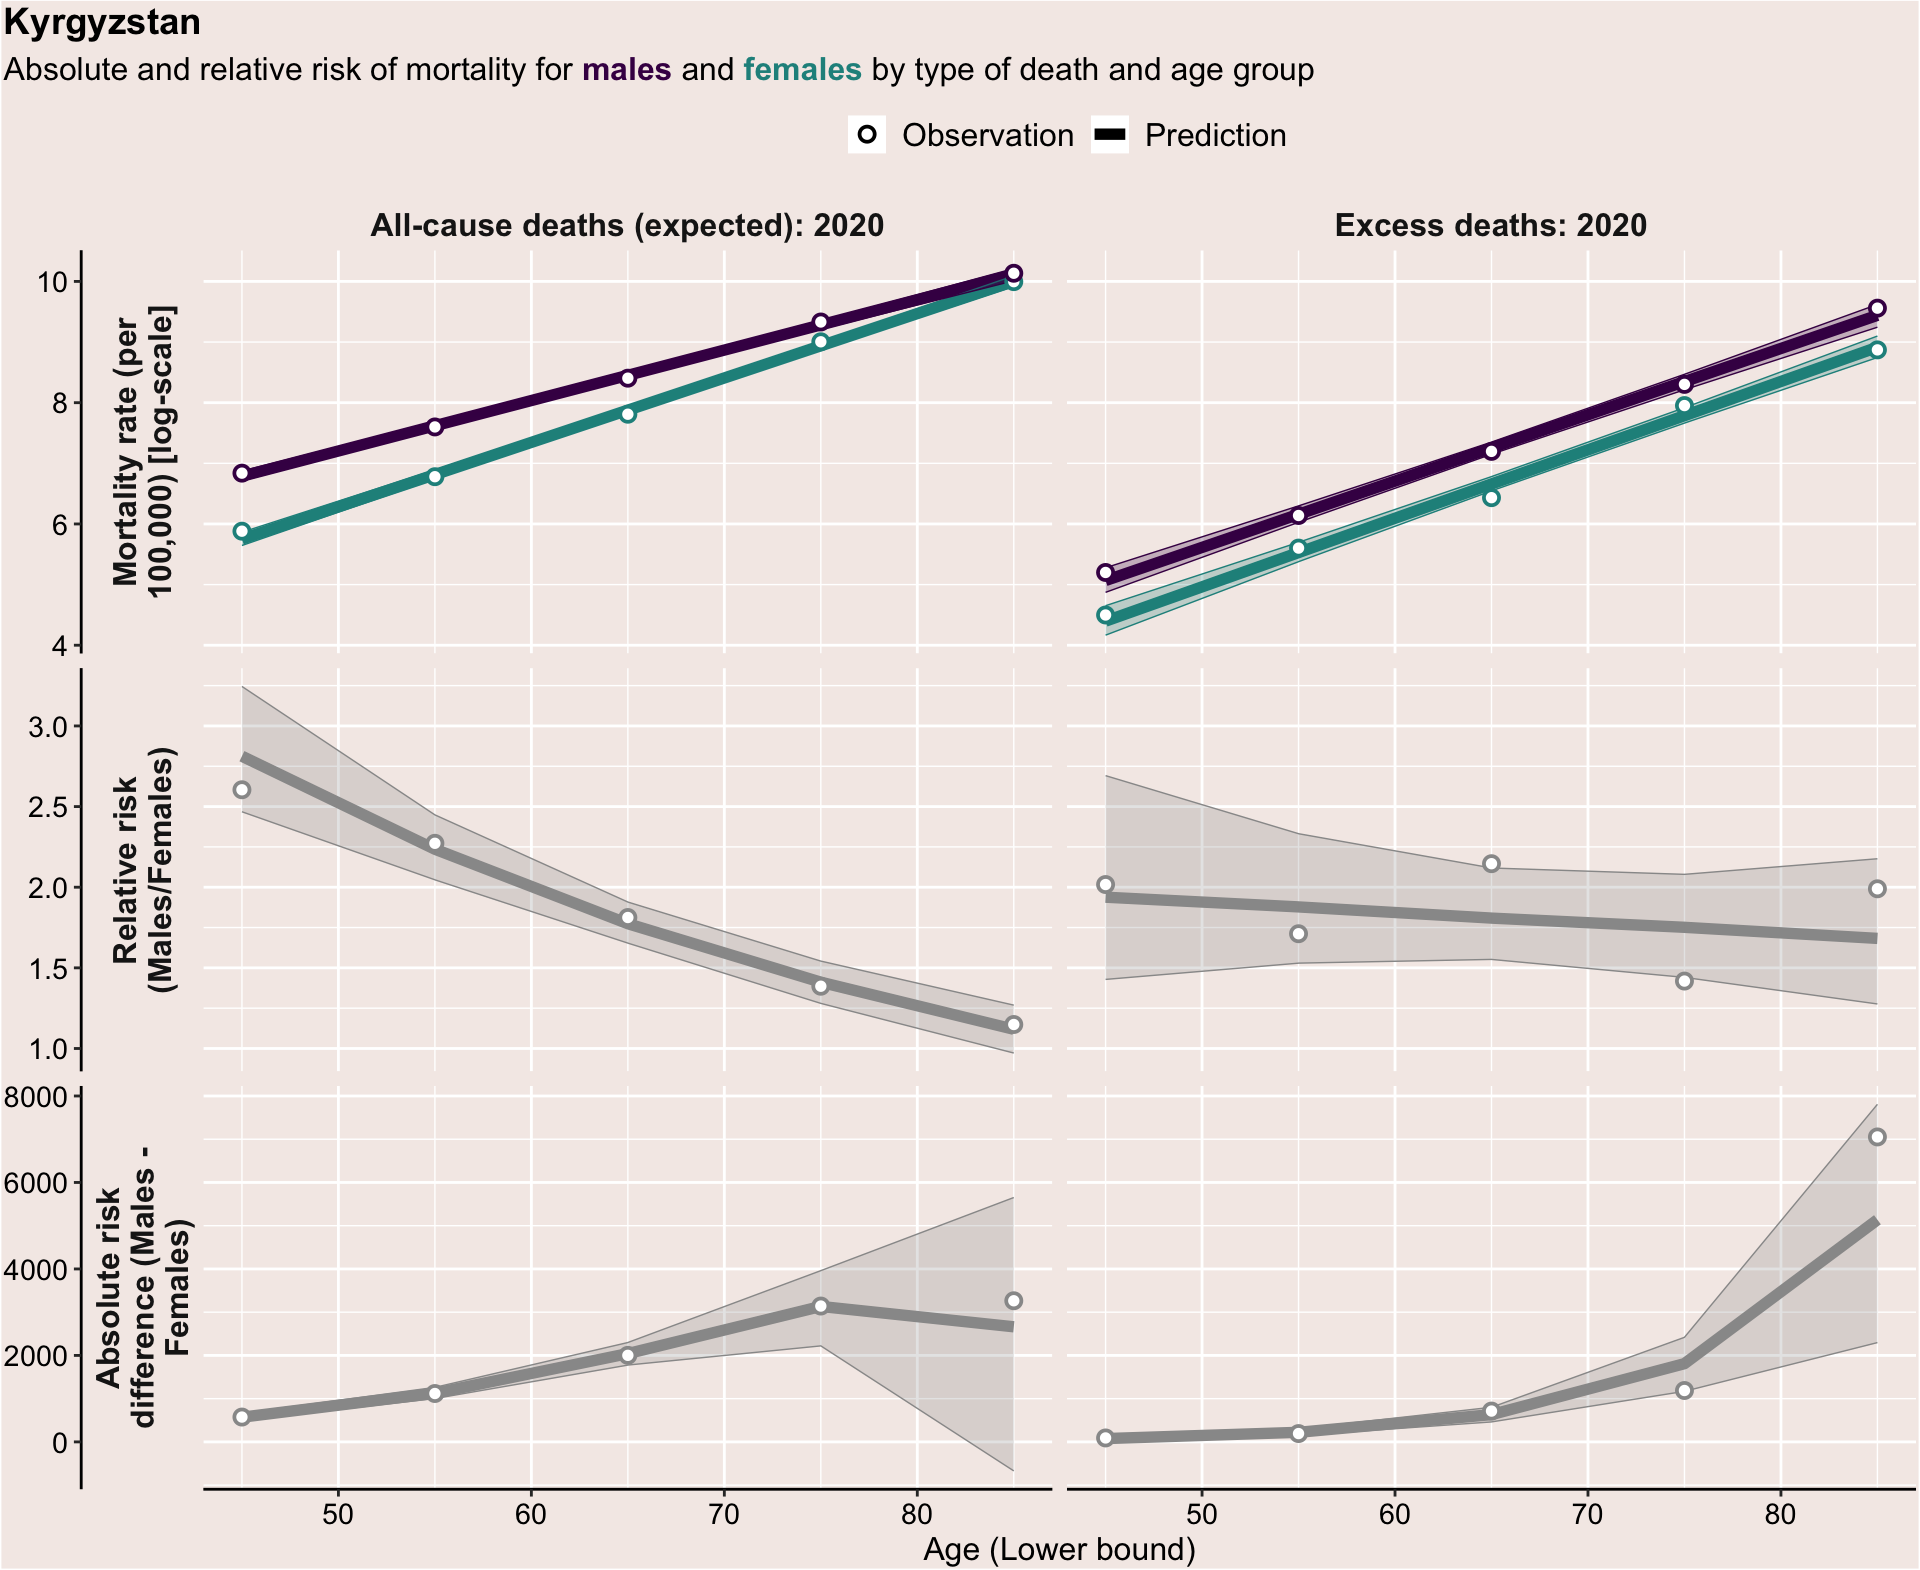 Kyrgyzstan
Absolute and relative risk of mortality for males and females by type of death and age group
Observation Prediction
All-cause deaths (expected): 2020
Excess deaths: 2020
Mortality rate (per
100,000) [log-scale]
10
8
6
4
Relative risk
(Males/Females)
3.0
2.5
2.0
1.5
1.0
Absolute risk
difference (Males -
Females)
8000
6000
4000
2000
0
50 60 70 80
50 60 70 80
Age (Lower bound)